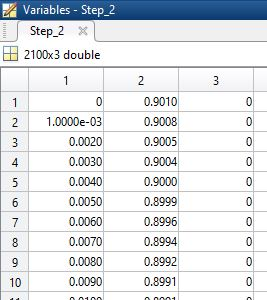 Variables - Step_2
Step_2
2100x3 double
1 2 3
1 0 0.9010 0
2 1.0000e-03 0.9008 0
3 0.0020 0.9005 0
4 0.0030 0.9004 0
5 0.0040 0.9000 0
6 0.0050 0.8999 0
7 0.0060 0.8996 0
8 0.0070 0.8994 0
9 0.0080 0.8992 0
10 0.0090 0.8991 0